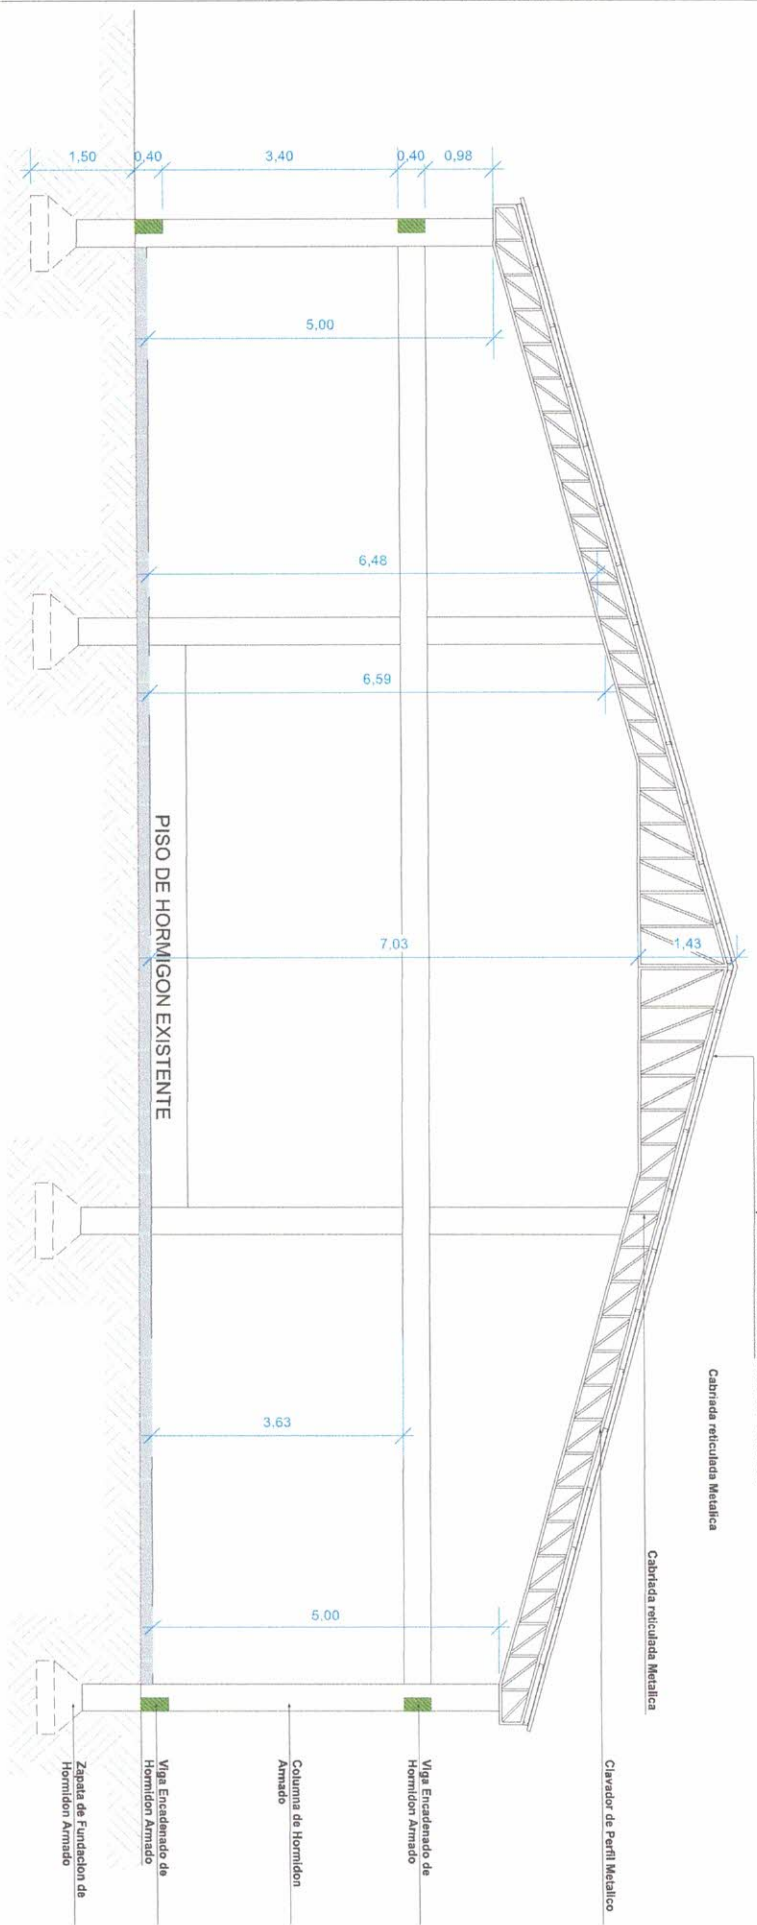 1,50
0,40
3,40
0,40
0,98
5,00
6,48
6,59
7,03
1,43
3.63
5,00
PISO DE HORMIGON EXISTENTE
Cabriada reticulada Metalica
Cabriada reticulada Metalica
Clavador de Perfil Metalico
Viga Encadenado de
Hormidon Armado
Columna de Hormidon
Armado
Viga Encadenado de
Hormidon Armado
Zapata de Fundacion de
Hormidon Armado